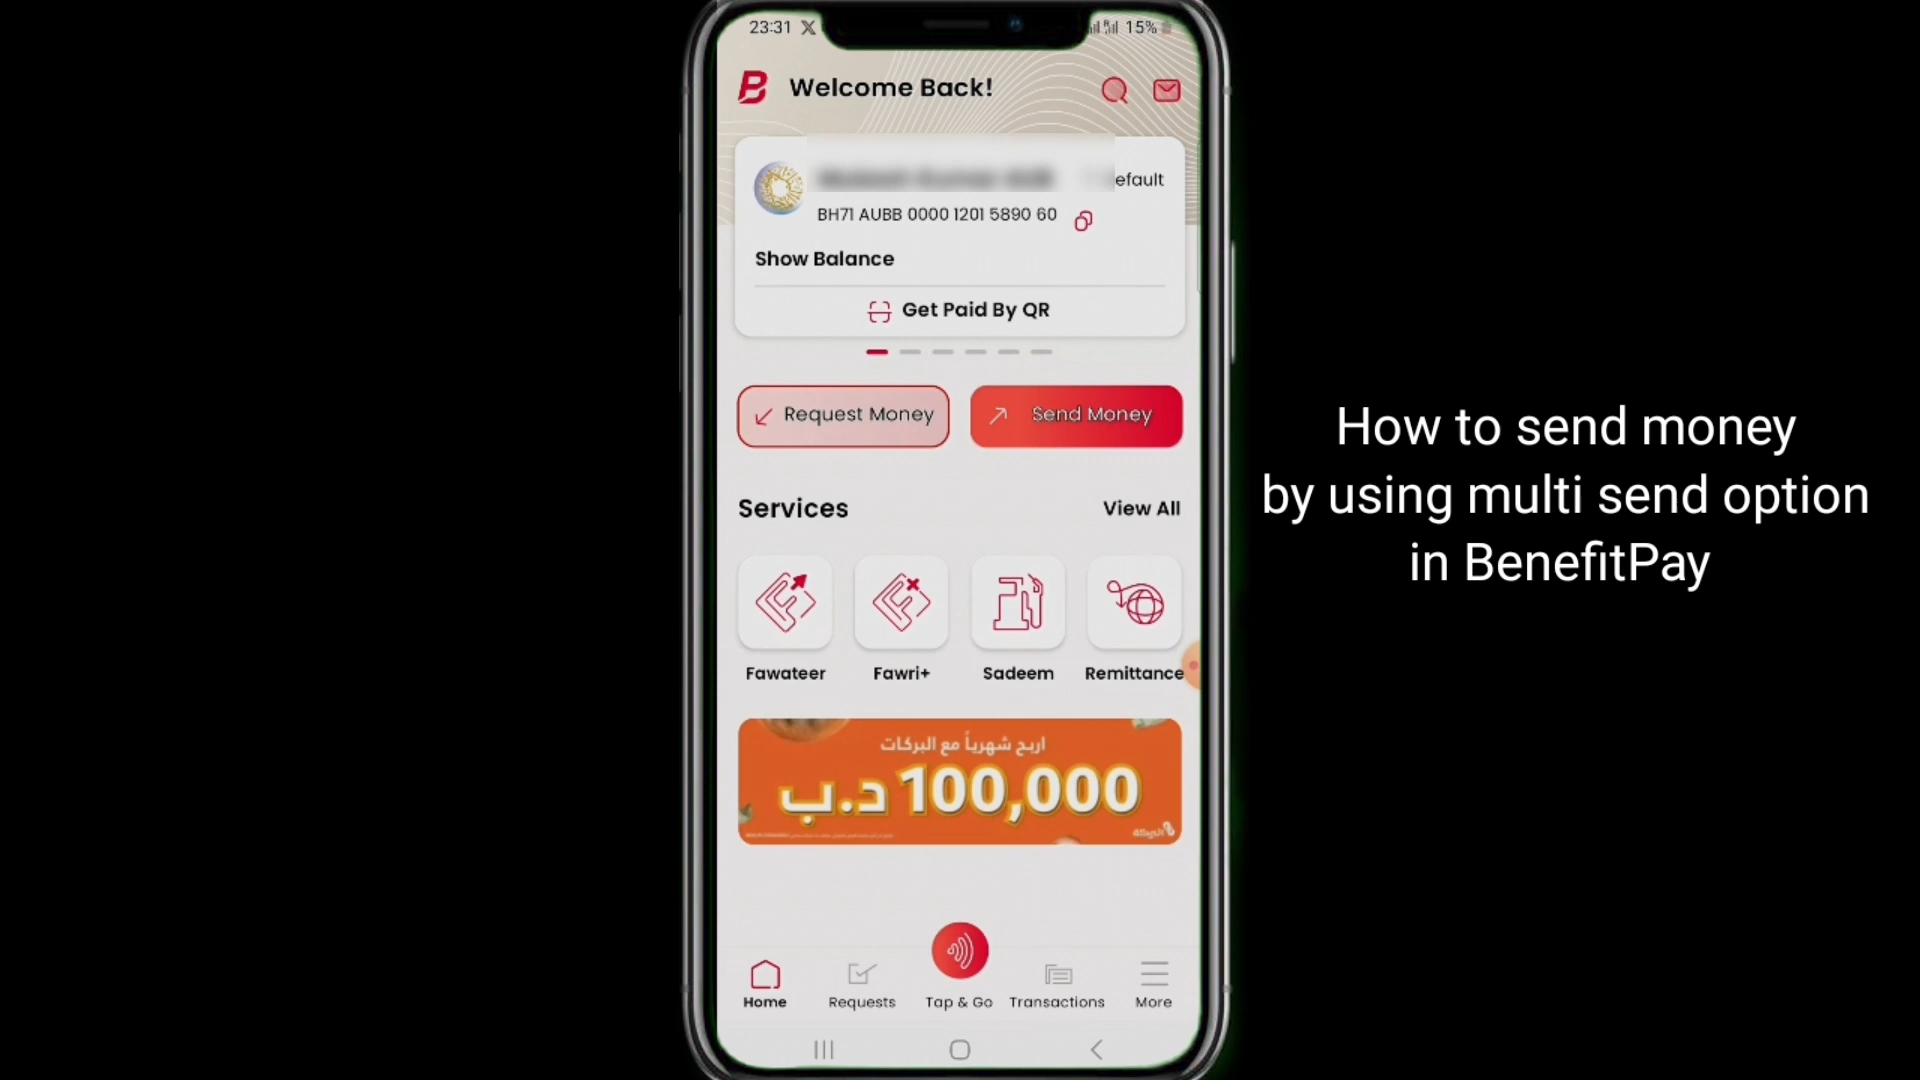 23:31
15%
Welcome Back!
efault
BH71 AUBB 0000 1201 5890 60
Show Balance
Get Paid By QR
Request Money
Send Money
Services
View All
Fawateer
Fawri+
Sadeem
Remittance
اربح شهرياً مع البركات
100,000 د.ب
البركة
Home
Requests
Tap & Go
Transactions
More
How to send money
by using multi send option
in BenefitPay